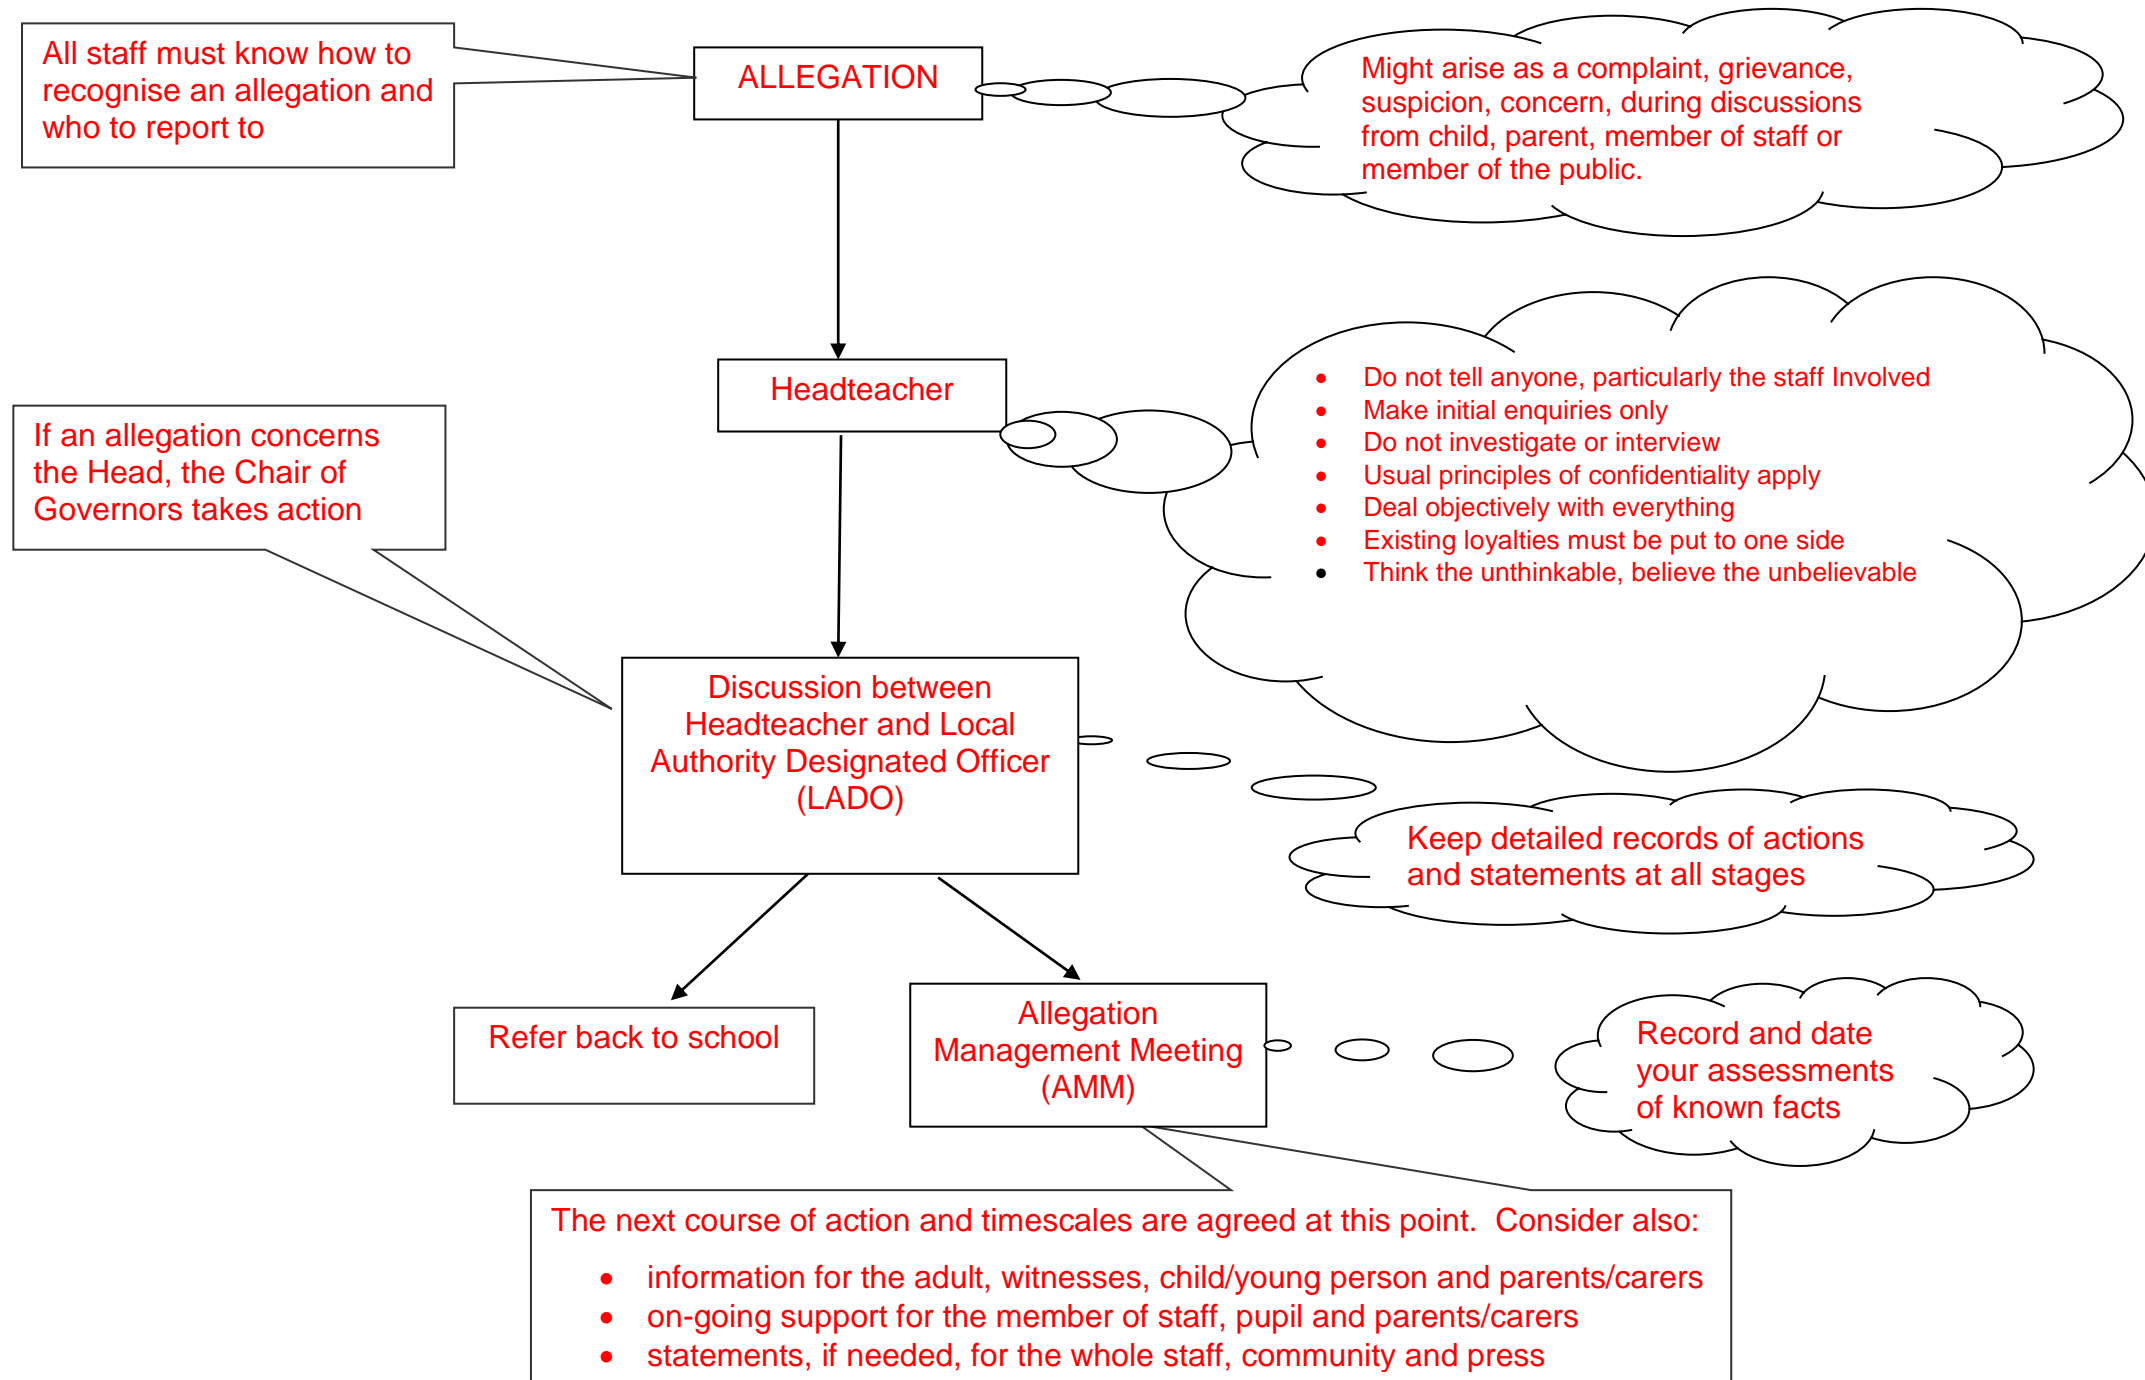 All staff must know how to
recognise an allegation and
who to report to
ALLEGATION
Might arise as a complaint, grievance,
suspicion, concern, during discussions
from child, parent, member of staff or
member of the public.
Headteacher
• Do not tell anyone, particularly the staff Involved
• Make initial enquiries only
• Do not investigate or interview
• Usual principles of confidentiality apply
• Deal objectively with everything
• Existing loyalties must be put to one side
• Think the unthinkable, believe the unbelievable
If an allegation concerns
the Head, the Chair of
Governors takes action
Discussion between
Headteacher and Local
Authority Designated Officer
(LADO)
Keep detailed records of actions
and statements at all stages
Refer back to school
Allegation
Management Meeting
(AMM)
Record and date
your assessments
of known facts
The next course of action and timescales are agreed at this point.  Consider also:
• information for the adult, witnesses, child/young person and parents/carers
• on-going support for the member of staff, pupil and parents/carers
• statements, if needed, for the whole staff, community and press